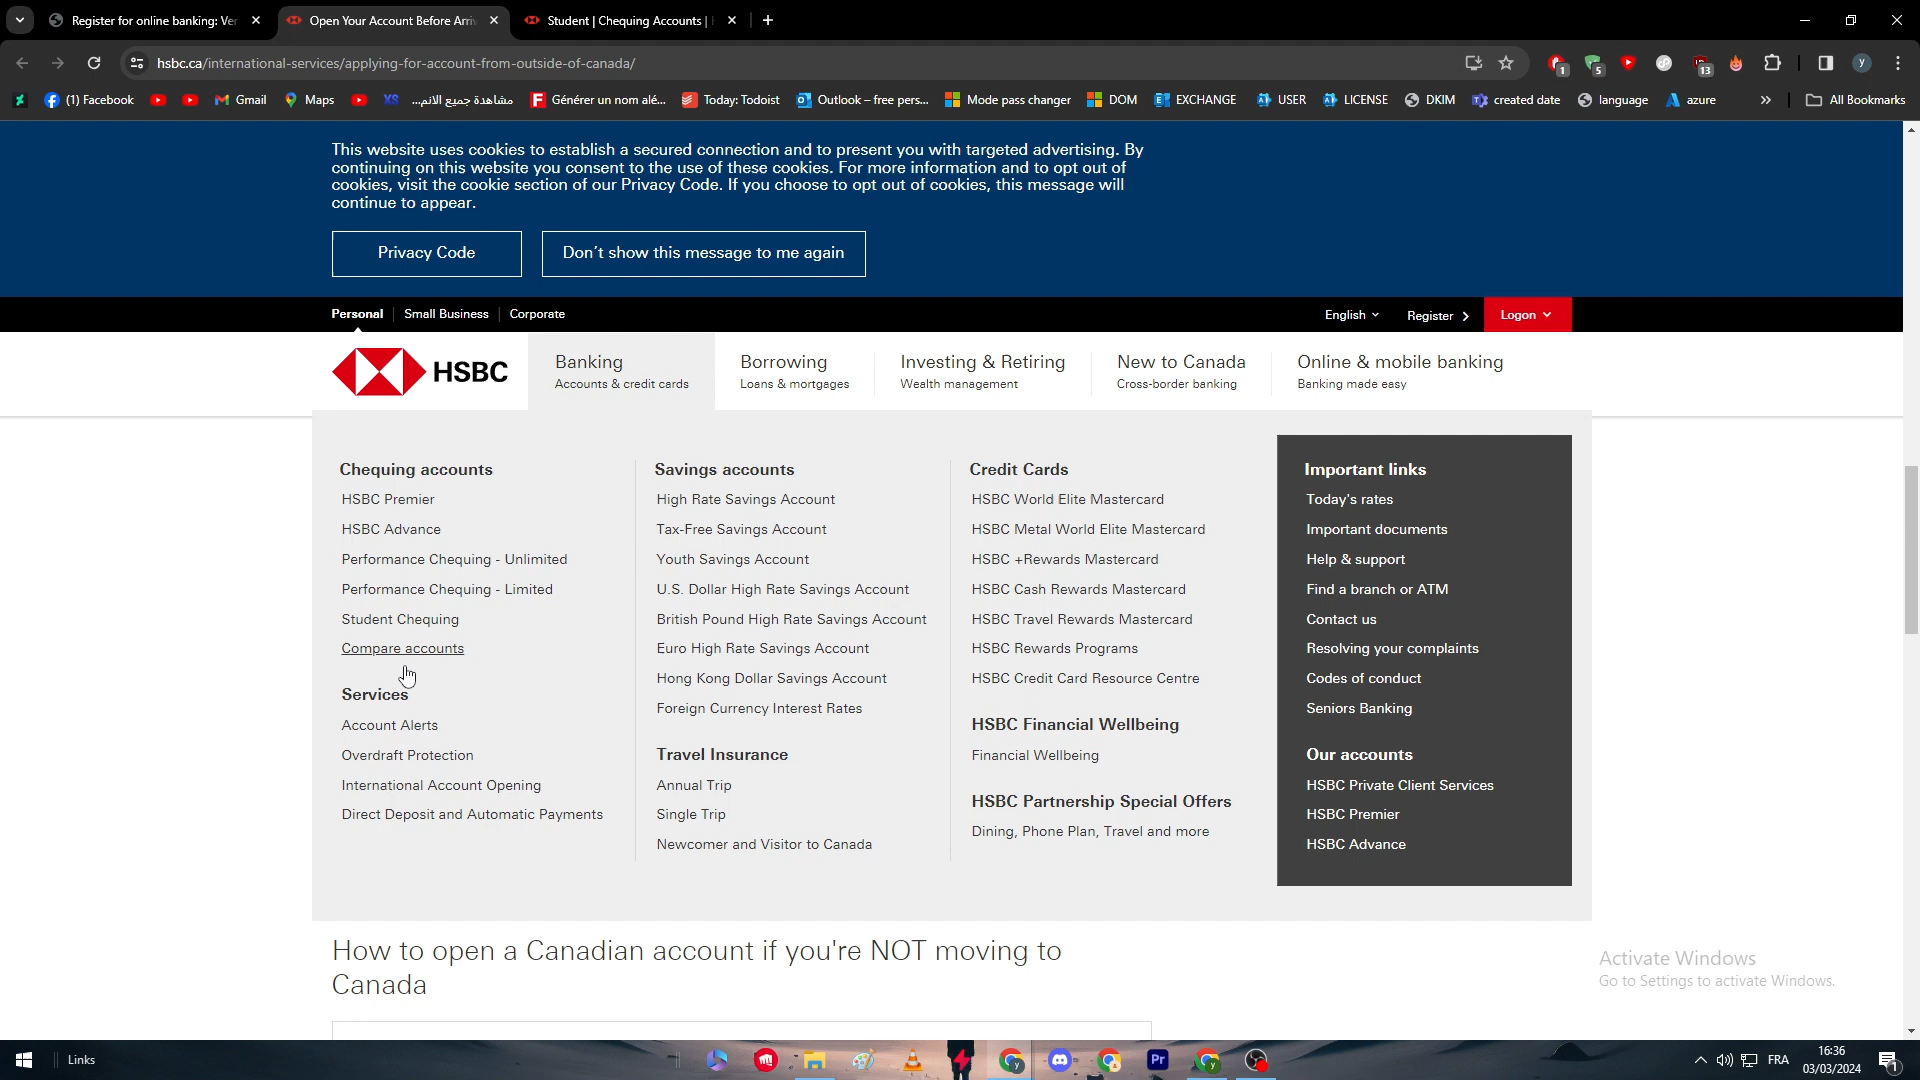 Register for online banking: Ver
Open Your Account Before Arri
Student | Chequing Accounts |
hsbc.ca/international-services/applying-for-account-from-outside-of-canada/
1
5
13
y
(1) Facebook
Gmail
Maps
XS
مشاهدة جميع الانم...
Générer un nom alé...
Today: Todoist
Outlook – free pers...
Mode pass changer
DOM
EXCHANGE
USER
LICENSE
DKIM
created date
language
azure
All Bookmarks
This website uses cookies to establish a secured connection and to present you with targeted advertising. By
continuing on this website you consent to the use of these cookies. For more information and to opt out of
cookies, visit the cookie section of our Privacy Code. If you choose to opt out of cookies, this message will
continue to appear.
Privacy Code
Don´t show this message to me again
Personal
Small Business
Corporate
English
Register
Logon
HSBC
Banking
Accounts & credit cards
Borrowing
Loans & mortgages
Investing & Retiring
Wealth management
New to Canada
Cross-border banking
Online & mobile banking
Banking made easy
Chequing accounts
HSBC Premier
HSBC Advance
Performance Chequing - Unlimited
Performance Chequing - Limited
Student Chequing
Compare accounts
Services
Account Alerts
Overdraft Protection
International Account Opening
Direct Deposit and Automatic Payments
Savings accounts
High Rate Savings Account
Tax-Free Savings Account
Youth Savings Account
U.S. Dollar High Rate Savings Account
British Pound High Rate Savings Account
Euro High Rate Savings Account
Hong Kong Dollar Savings Account
Foreign Currency Interest Rates
Travel Insurance
Annual Trip
Single Trip
Newcomer and Visitor to Canada
Credit Cards
HSBC World Elite Mastercard
HSBC Metal World Elite Mastercard
HSBC +Rewards Mastercard
HSBC Cash Rewards Mastercard
HSBC Travel Rewards Mastercard
HSBC Rewards Programs
HSBC Credit Card Resource Centre
HSBC Financial Wellbeing
Financial Wellbeing
HSBC Partnership Special Offers
Dining, Phone Plan, Travel and more
Important links
Today's rates
Important documents
Help & support
Find a branch or ATM
Contact us
Resolving your complaints
Codes of conduct
Seniors Banking
Our accounts
HSBC Private Client Services
HSBC Premier
HSBC Advance
How to open a Canadian account if you're NOT moving to
Canada
Activate Windows
Go to Settings to activate Windows.
Links
Pr
FRA
16:36
03/03/2024
1